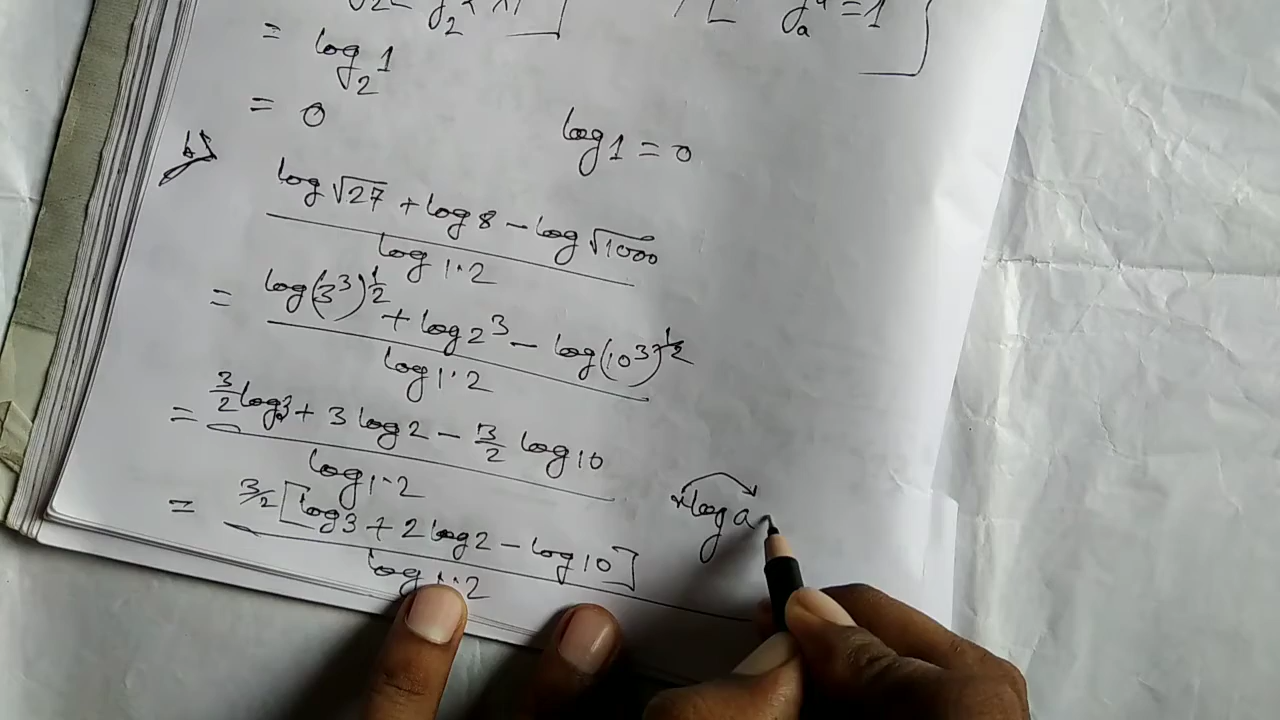 = log₂ 1
= 0
log 1 = 0
b)
(log √27 + log 8 − log √1000) / (log 1·2)
= (log(3³)^½ + log 2³ − log(10³)^½) / (log 1·2)
= (3/2 log 3 + 3 log 2 − 3/2 log 10) / (log 1·2)
= (3/2 [log 3 + 2 log 2 − log 10]) / (log 1·2)
x log a